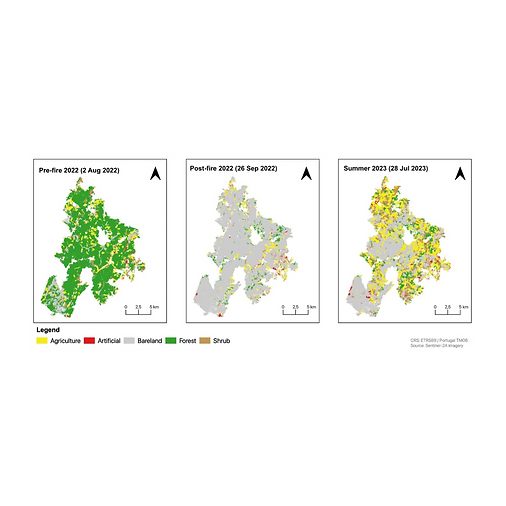 Pre-fire 2022 (2 Aug 2022)
Post-fire 2022 (26 Sep 2022)
Summer 2023 (28 Jul 2023)
0 2,5 5 km
0 2,5 5 km
0 2,5 5 km
Legend
Agriculture Artificial Bareland Forest Shrub
CRS: ETRS89 | Portugal TM06
Source: Sentinel-2A Imagery